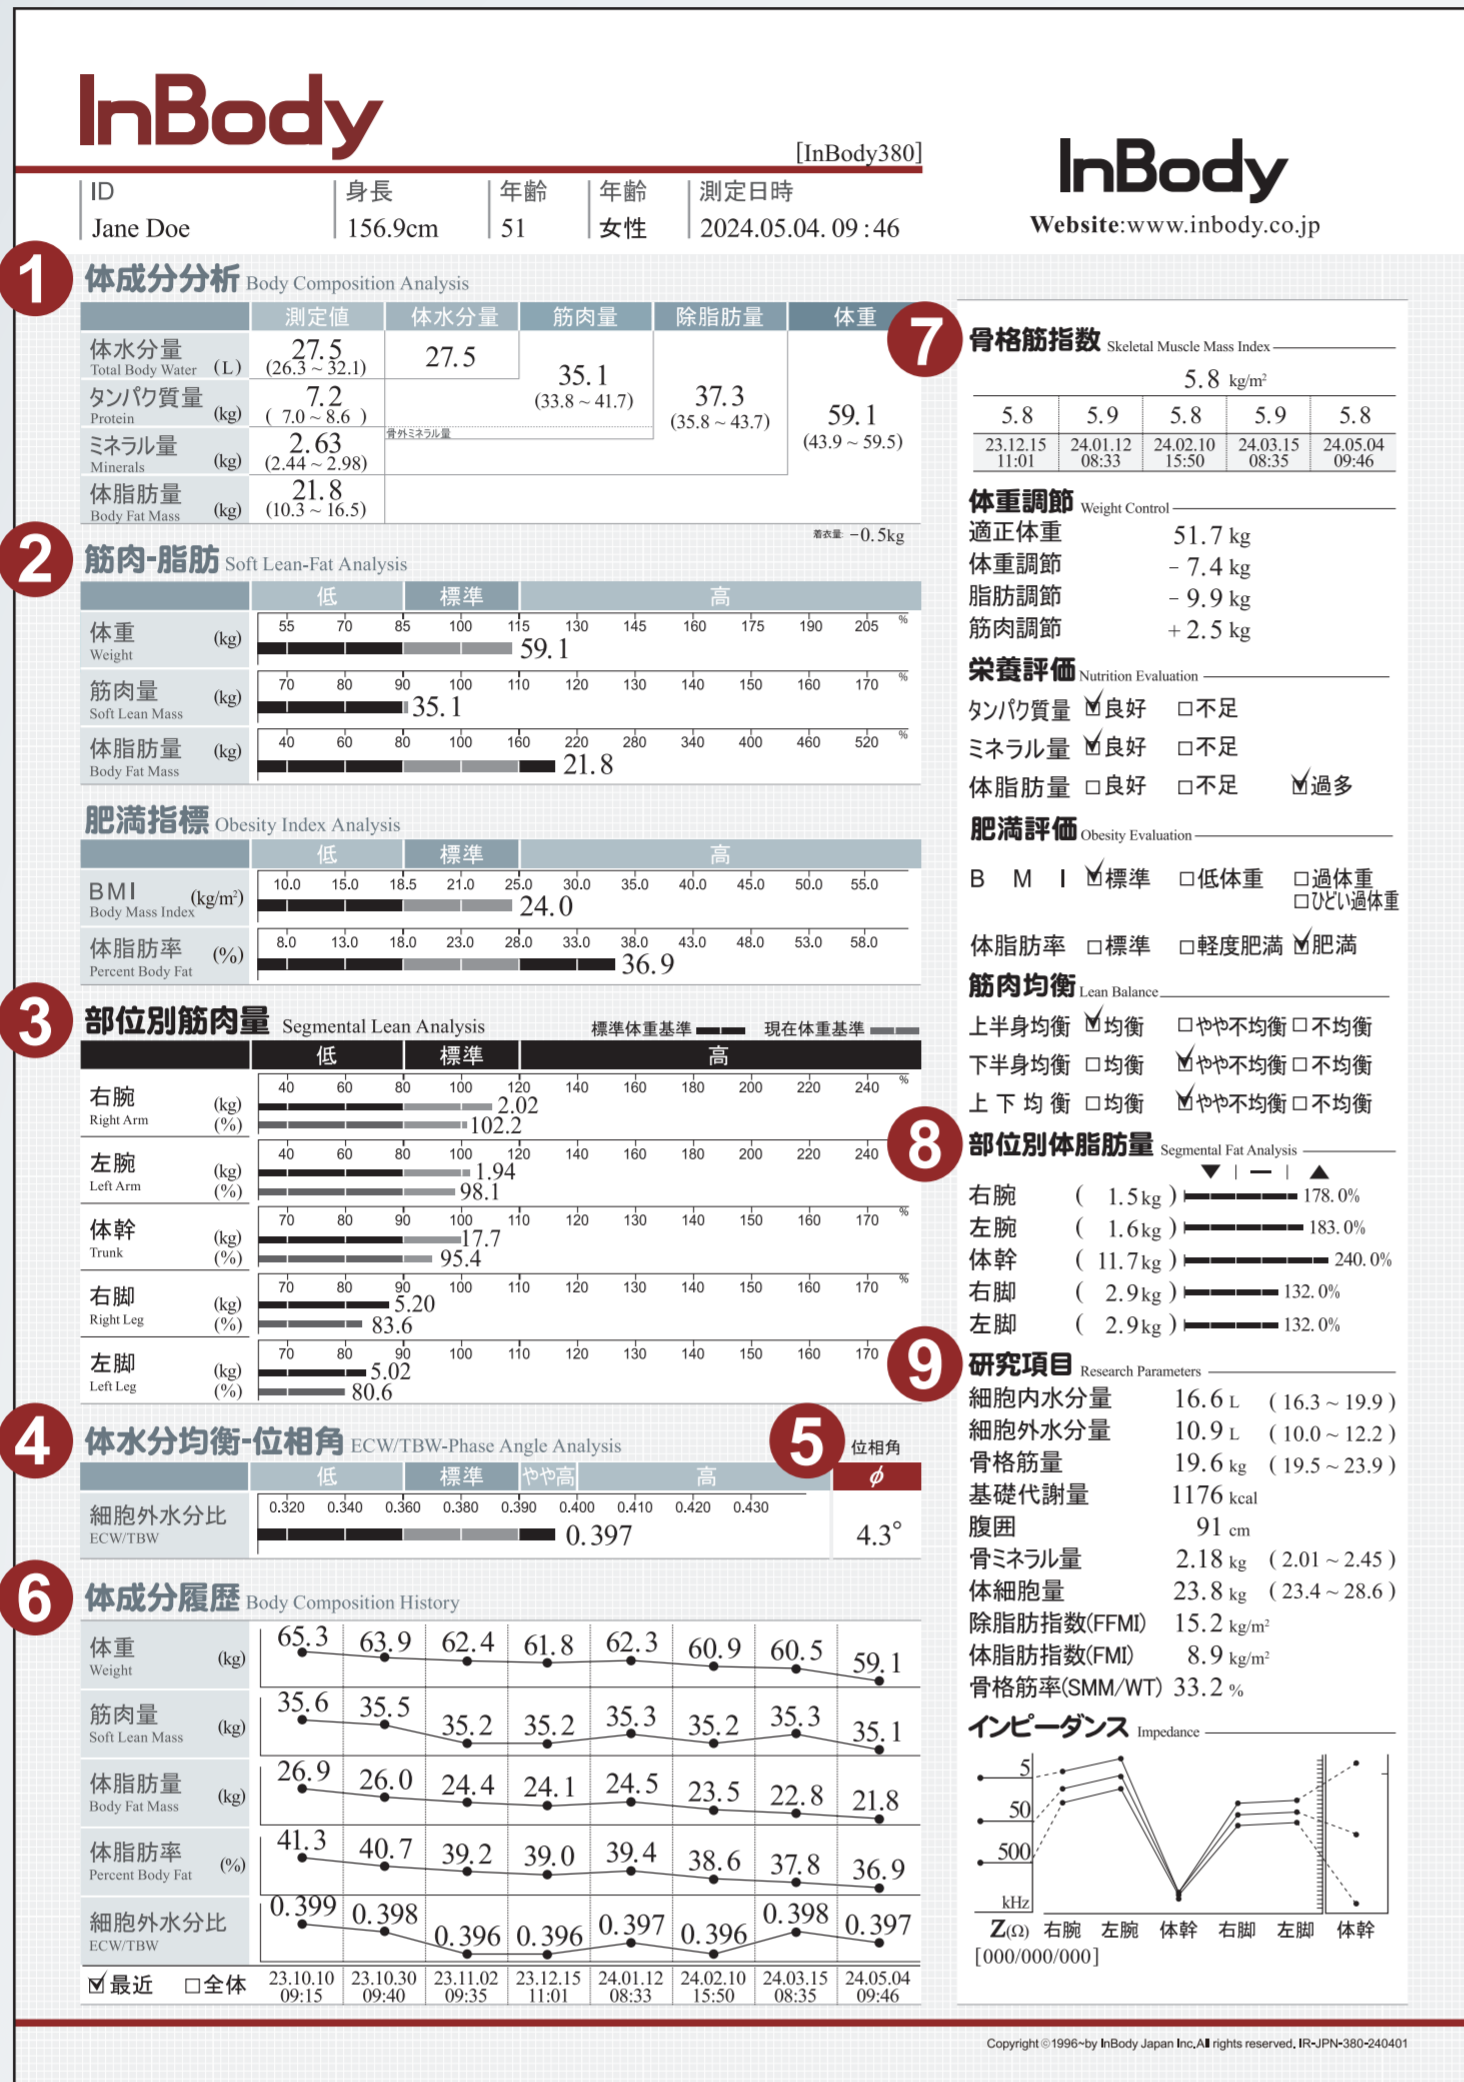 InBody
[InBody380]
ID 身長 年齢 年齢 測定日時
Jane Doe 156.9cm 51 女性 2024.05.04. 09:46
InBody
Website:www.inbody.co.jp
1 体成分分析 Body Composition Analysis
測定値 体水分量 筋肉量 除脂肪量 体重
体水分量 Total Body Water (L) 27.5 (26.3 ~ 32.1) 27.5
35.1 (33.8 ~ 41.7)
37.3 (35.8 ~ 43.7)
59.1 (43.9 ~ 59.5)
タンパク質量 Protein (kg) 7.2 ( 7.0 ~ 8.6 )
骨外ミネラル量
ミネラル量 Minerals (kg) 2.63 (2.44 ~ 2.98)
体脂肪量 Body Fat Mass (kg) 21.8 (10.3 ~ 16.5)
着衣量: −0.5kg
2 筋肉-脂肪 Soft Lean-Fat Analysis
低 標準 高
体重 Weight (kg) 55 70 85 100 115 130 145 160 175 190 205 %
59.1
筋肉量 Soft Lean Mass (kg) 70 80 90 100 110 120 130 140 150 160 170 %
35.1
体脂肪量 Body Fat Mass (kg) 40 60 80 100 160 220 280 340 400 460 520 %
21.8
肥満指標 Obesity Index Analysis
低 標準 高
BMI Body Mass Index (kg/m²) 10.0 15.0 18.5 21.0 25.0 30.0 35.0 40.0 45.0 50.0 55.0
24.0
体脂肪率 Percent Body Fat (%) 8.0 13.0 18.0 23.0 28.0 33.0 38.0 43.0 48.0 53.0 58.0
36.9
3 部位別筋肉量 Segmental Lean Analysis 標準体重基準 現在体重基準
低 標準 高
右腕 Right Arm (kg) (%) 40 60 80 100 120 140 160 180 200 220 240 %
2.02
102.2
左腕 Left Arm (kg) (%) 40 60 80 100 120 140 160 180 200 220 240
1.94
98.1
体幹 Trunk (kg) (%) 70 80 90 100 110 120 130 140 150 160 170 %
17.7
95.4
右脚 Right Leg (kg) (%) 70 80 90 100 110 120 130 140 150 160 170 %
5.20
83.6
左脚 Left Leg (kg) (%) 70 80 90 100 110 120 130 140 150 160 170
5.02
80.6
4 体水分均衡-位相角 ECW/TBW-Phase Angle Analysis 5 位相角
低 標準 やや高 高 ϕ
細胞外水分比 ECW/TBW 0.320 0.340 0.360 0.380 0.390 0.400 0.410 0.420 0.430
0.397 4.3°
6 体成分履歴 Body Composition History
体重 Weight (kg) 65.3 63.9 62.4 61.8 62.3 60.9 60.5 59.1
筋肉量 Soft Lean Mass (kg) 35.6 35.5 35.2 35.2 35.3 35.2 35.3 35.1
体脂肪量 Body Fat Mass (kg) 26.9 26.0 24.4 24.1 24.5 23.5 22.8 21.8
体脂肪率 Percent Body Fat (%) 41.3 40.7 39.2 39.0 39.4 38.6 37.8 36.9
細胞外水分比 ECW/TBW 0.399 0.398 0.396 0.396 0.397 0.396 0.398 0.397
☑最近 □全体 23.10.10 23.10.30 23.11.02 23.12.15 24.01.12 24.02.10 24.03.15 24.05.04
09:15 09:40 09:35 11:01 08:33 15:50 08:35 09:46
7 骨格筋指数 Skeletal Muscle Mass Index
5.8 kg/m²
5.8 5.9 5.8 5.9 5.8
23.12.15 24.01.12 24.02.10 24.03.15 24.05.04
11:01 08:33 15:50 08:35 09:46
体重調節 Weight Control
適正体重 51.7 kg
体重調節 − 7.4 kg
脂肪調節 − 9.9 kg
筋肉調節 + 2.5 kg
栄養評価 Nutrition Evaluation
タンパク質量 ☑良好 □不足
ミネラル量 ☑良好 □不足
体脂肪量 □良好 □不足 ☑過多
肥満評価 Obesity Evaluation
B M I ☑標準 □低体重 □過体重
□ひどい過体重
体脂肪率 □標準 □軽度肥満 ☑肥満
筋肉均衡 Lean Balance
上半身均衡 ☑均衡 □やや不均衡 □不均衡
下半身均衡 □均衡 ☑やや不均衡 □不均衡
上下均衡 □均衡 ☑やや不均衡 □不均衡
8 部位別体脂肪量 Segmental Fat Analysis
▼ | ー | ▲
右腕 ( 1.5kg ) 178.0%
左腕 ( 1.6kg ) 183.0%
体幹 ( 11.7kg ) 240.0%
右脚 ( 2.9kg ) 132.0%
左脚 ( 2.9kg ) 132.0%
9 研究項目 Research Parameters
細胞内水分量 16.6 L ( 16.3 ~ 19.9 )
細胞外水分量 10.9 L ( 10.0 ~ 12.2 )
骨格筋量 19.6 kg ( 19.5 ~ 23.9 )
基礎代謝量 1176 kcal
腹囲 91 cm
骨ミネラル量 2.18 kg ( 2.01 ~ 2.45 )
体細胞量 23.8 kg ( 23.4 ~ 28.6 )
除脂肪指数(FFMI) 15.2 kg/m²
体脂肪指数(FMI) 8.9 kg/m²
骨格筋率(SMM/WT) 33.2 %
インピーダンス Impedance
5
50
500
kHz
Z(Ω) 右腕 左腕 体幹 右脚 左脚 体幹
[000/000/000]
Copyright ©1996~by InBody Japan Inc. All rights reserved. IR-JPN-380-240401